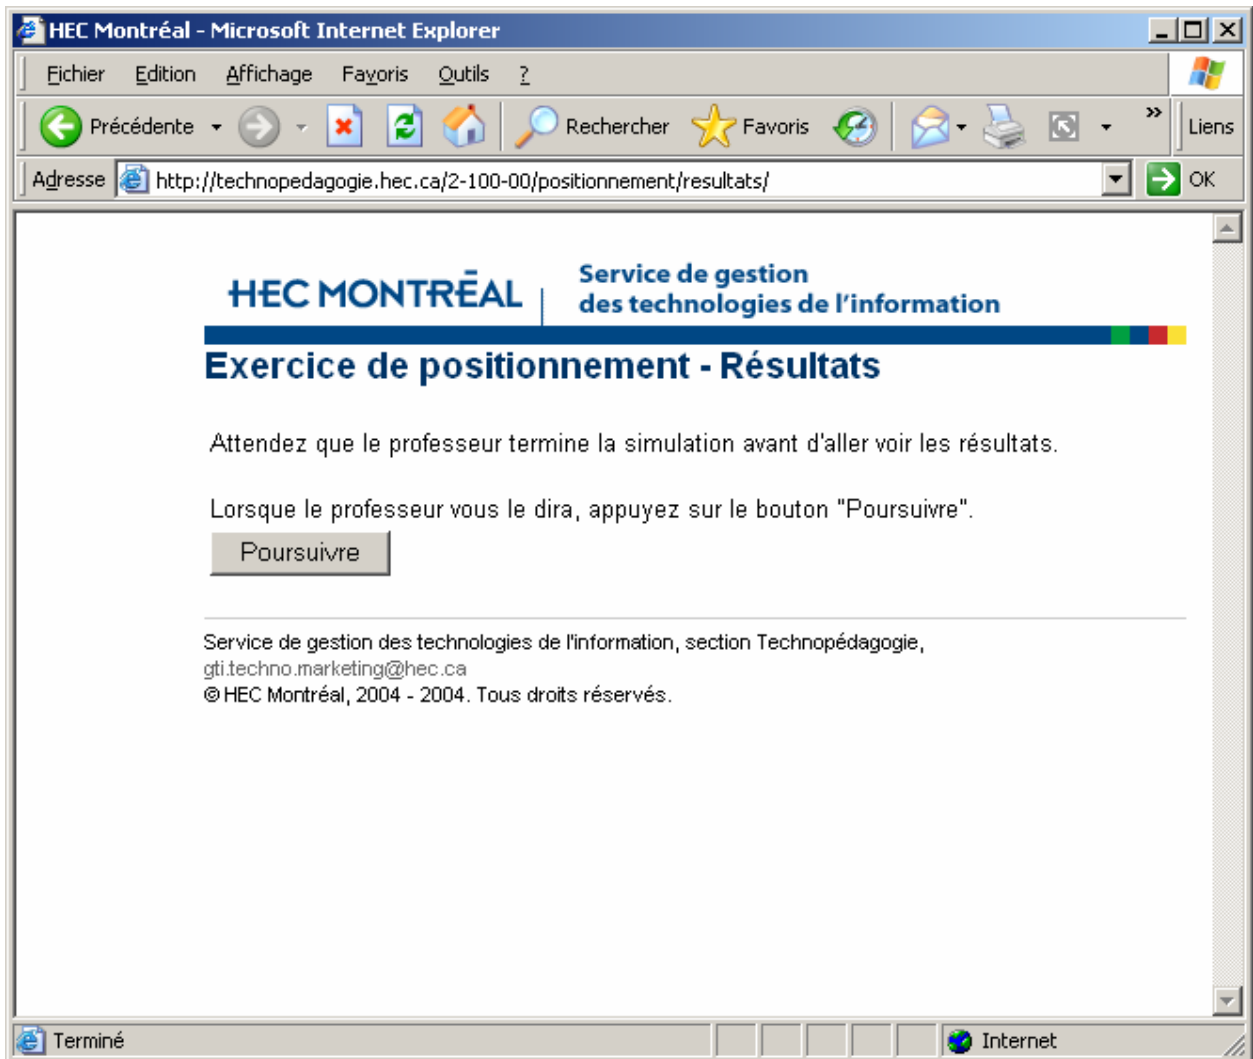 HEC Montréal - Microsoft Internet Explorer
Fichier Edition Affichage Favoris Outils ?
Précédente Rechercher Favoris » Liens
Adresse http://technopedagogie.hec.ca/2-100-00/positionnement/resultats/ OK
HEC MONTRĒAL
Service de gestion
des technologies de l'information
Exercice de positionnement - Résultats
Attendez que le professeur termine la simulation avant d'aller voir les résultats.
Lorsque le professeur vous le dira, appuyez sur le bouton "Poursuivre".
Poursuivre
Service de gestion des technologies de l'information, section Technopédagogie,
gti.techno.marketing@hec.ca
© HEC Montréal, 2004 - 2004. Tous droits réservés.
Terminé Internet